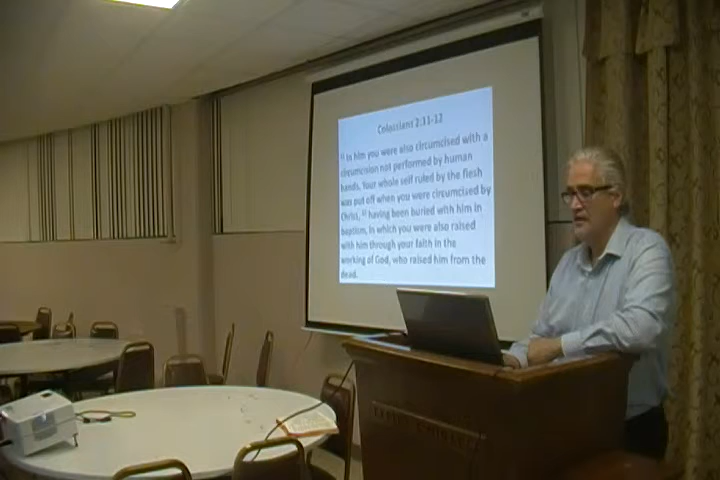 Colossians 2:11-12
11 In him you were also circumcised with a
circumcision not performed by human
hands. Your whole self ruled by the flesh
was put off when you were circumcised by
Christ, 12 having been buried with him in
baptism, in which you were also raised
with him through your faith in the
working of God, who raised him from the
dead.